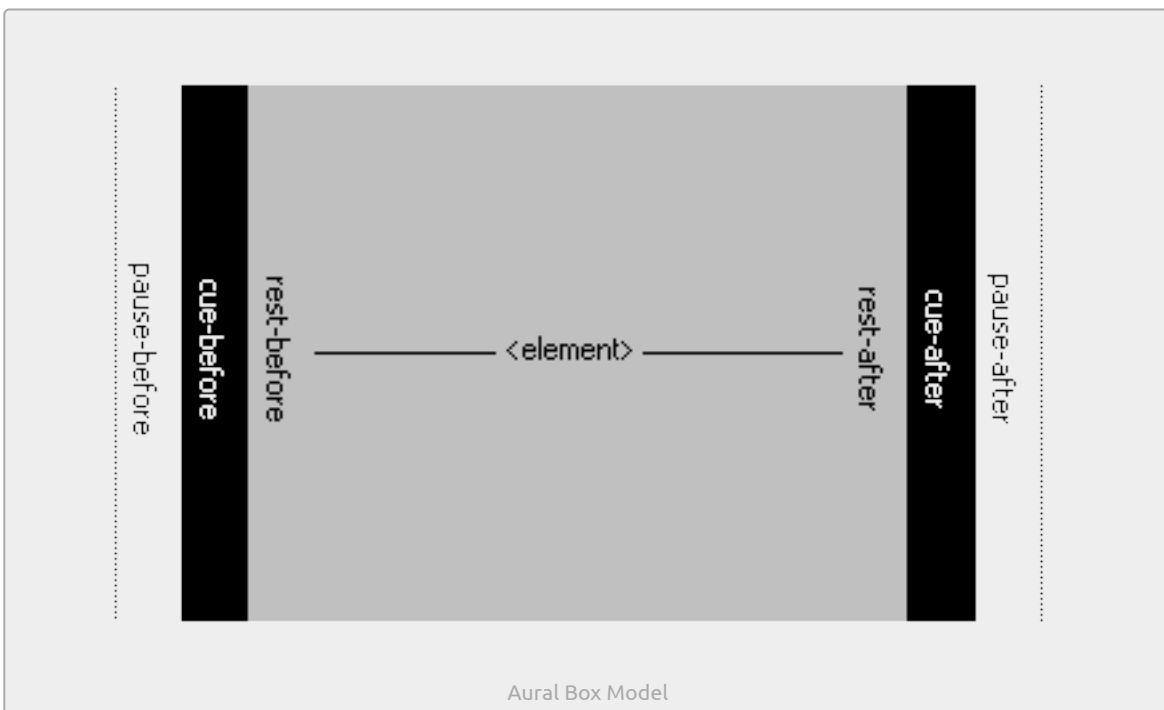 pause-before
cue-before
rest-before
<element>
rest-after
cue-after
pause-after
Aural Box Model